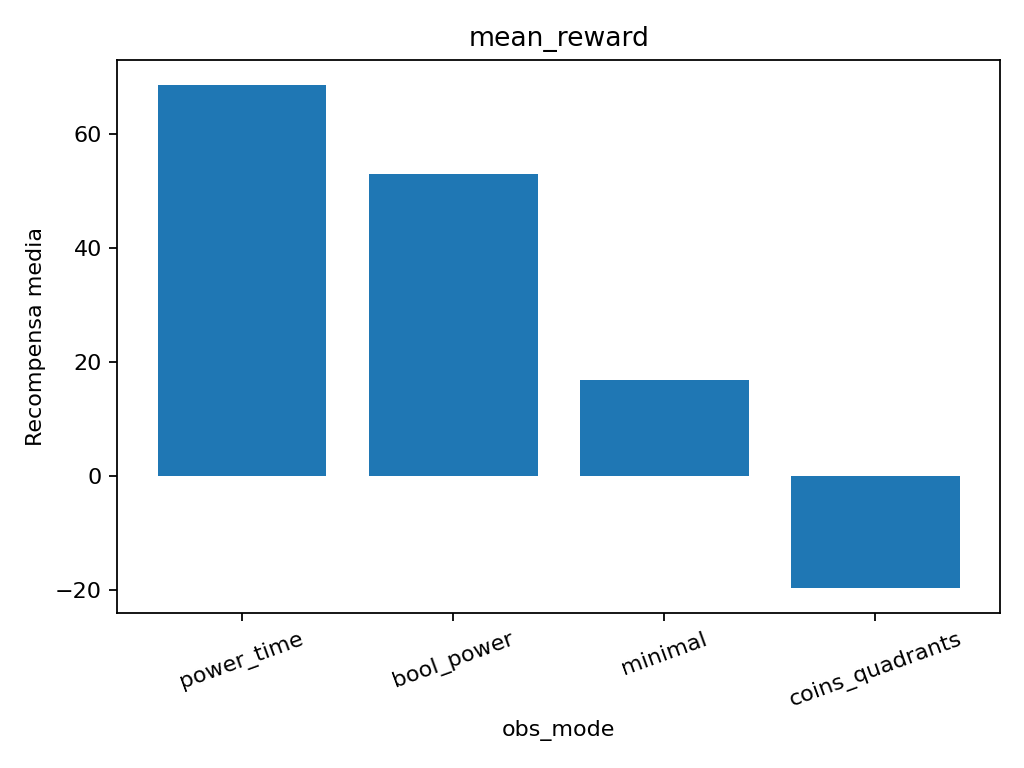 mean_reward
Recompensa media
60
40
20
0
−20
power_time
bool_power
minimal
coins_quadrants
obs_mode